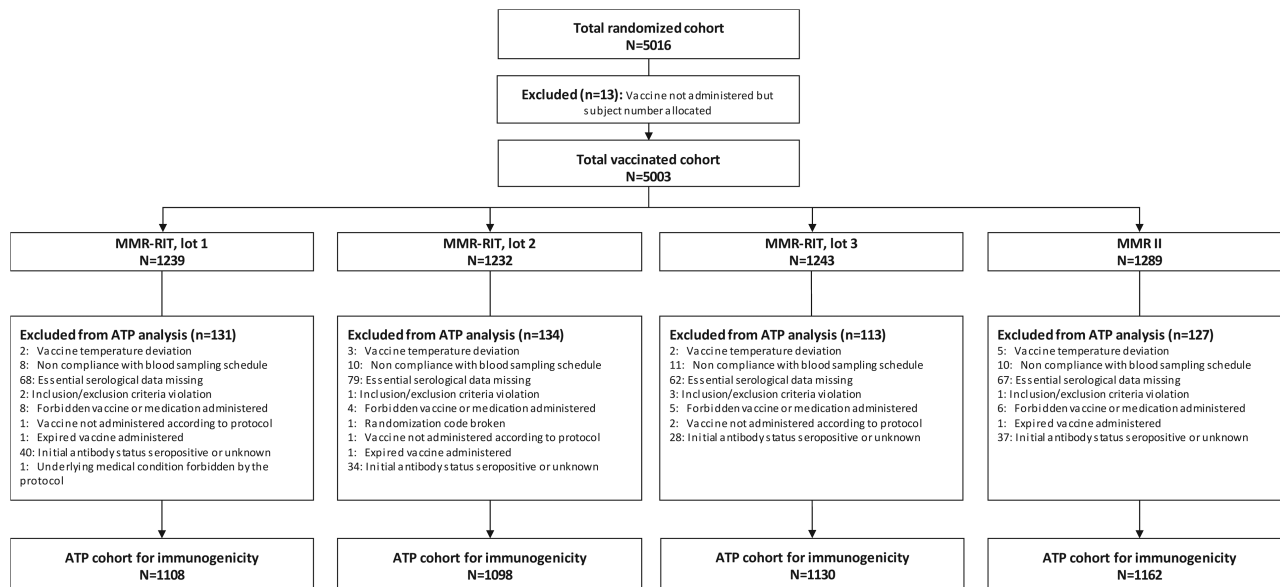 Total randomized cohort
N=5016
Excluded (n=13): Vaccine not administered but
subject number allocated
Total vaccinated cohort
N=5003
MMR-RIT, lot 1
N=1239
MMR-RIT, lot 2
N=1232
MMR-RIT, lot 3
N=1243
MMR II
N=1289
Excluded from ATP analysis (n=131)
2: Vaccine temperature deviation
8: Non compliance with blood sampling schedule
68: Essential serological data missing
2: Inclusion/exclusion criteria violation
8: Forbidden vaccine or medication administered
1: Vaccine not administered according to protocol
1: Expired vaccine administered
40: Initial antibody status seropositive or unknown
1: Underlying medical condition forbidden by the
protocol
Excluded from ATP analysis (n=134)
3: Vaccine temperature deviation
10: Non compliance with blood sampling schedule
79: Essential serological data missing
1: Inclusion/exclusion criteria violation
4: Forbidden vaccine or medication administered
1: Randomization code broken
1: Vaccine not administered according to protocol
1: Expired vaccine administered
34: Initial antibody status seropositive or unknown
Excluded from ATP analysis (n=113)
2: Vaccine temperature deviation
11: Non compliance with blood sampling schedule
62: Essential serological data missing
3: Inclusion/exclusion criteria violation
5: Forbidden vaccine or medication administered
2: Vaccine not administered according to protocol
28: Initial antibody status seropositive or unknown
Excluded from ATP analysis (n=127)
5: Vaccine temperature deviation
10: Non compliance with blood sampling schedule
67: Essential serological data missing
1: Inclusion/exclusion criteria violation
6: Forbidden vaccine or medication administered
1: Expired vaccine administered
37: Initial antibody status seropositive or unknown
ATP cohort for immunogenicity
N=1108
ATP cohort for immunogenicity
N=1098
ATP cohort for immunogenicity
N=1130
ATP cohort for immunogenicity
N=1162